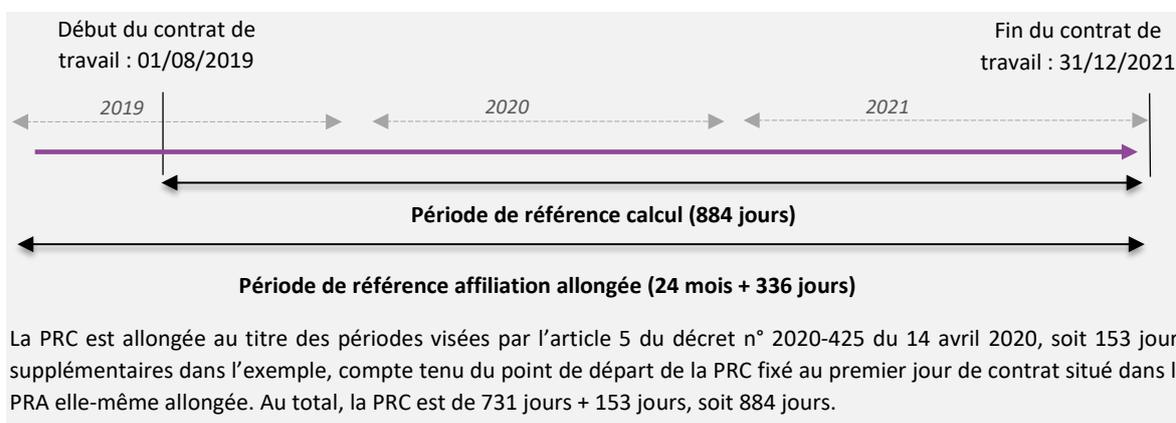 Début du contrat de
travail : 01/08/2019
Fin du contrat de
travail : 31/12/2021
2019
2020
2021
Période de référence calcul (884 jours)
Période de référence affiliation allongée (24 mois + 336 jours)
La PRC est allongée au titre des périodes visées par l’article 5 du décret n° 2020-425 du 14 avril 2020, soit 153 jour
supplémentaires dans l’exemple, compte tenu du point de départ de la PRC fixé au premier jour de contrat situé dans l
PRA elle-même allongée. Au total, la PRC est de 731 jours + 153 jours, soit 884 jours.